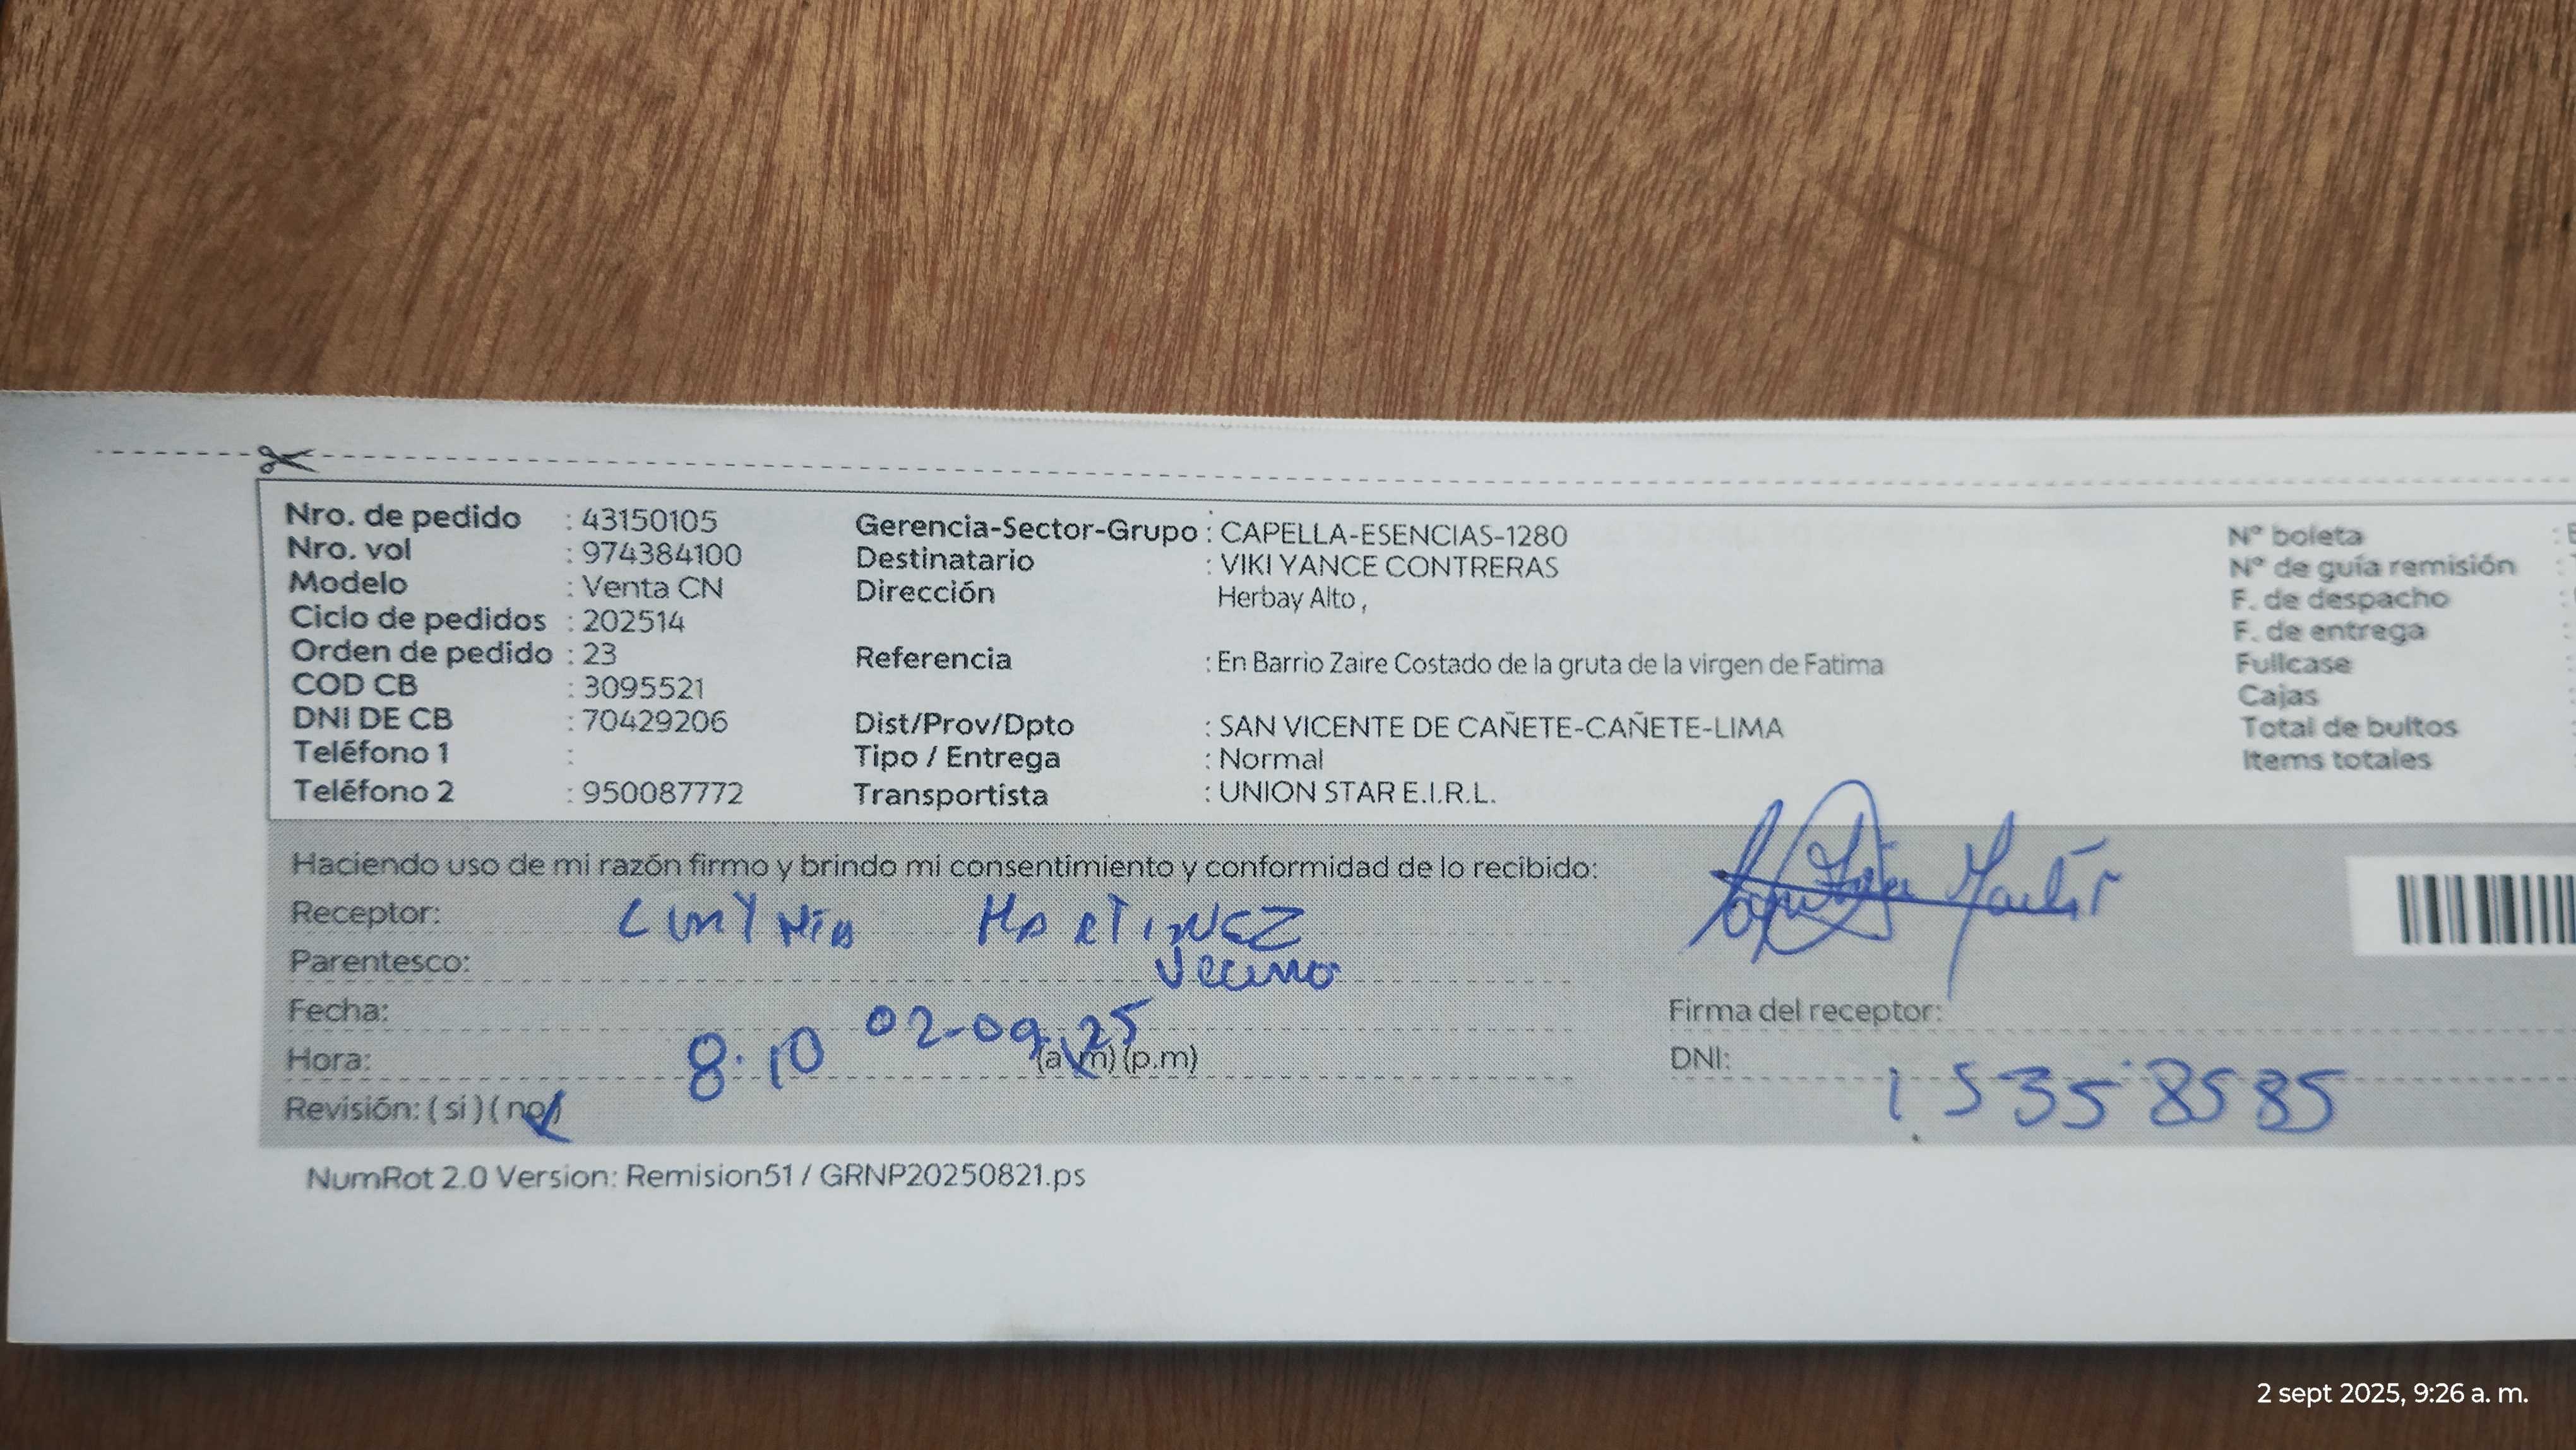 Nro. de pedido : 43150105
Nro. vol : 974384100
Modelo : Venta CN
Ciclo de pedidos : 202514
Orden de pedido : 23
COD CB : 3095521
DNI DE CB : 70429206
Teléfono 1 :
Teléfono 2 : 950087772
Gerencia-Sector-Grupo : CAPELLA-ESENCIAS-1280
Destinatario : VIKI YANCE CONTRERAS
Dirección Herbay Alto ,
Referencia : En Barrio Zaire Costado de la gruta de la virgen de Fatima
Dist/Prov/Dpto : SAN VICENTE DE CAÑETE-CAÑETE-LIMA
Tipo / Entrega : Normal
Transportista : UNION STAR E.I.R.L.
N° boleta :
N° de guía remisión :
F. de despacho :
F. de entrega :
Fullcase :
Cajas :
Total de bultos :
Items totales
Haciendo uso de mi razón firmo y brindo mi consentimiento y conformidad de lo recibido:
Receptor: MARTINEZ
Parentesco: Vecino
Fecha: 02-09-25
Hora: 8:10 (a.m) (p.m)
Revisión: ( si ) ( no )
Firma del receptor:
DNI: 15358585
NumRot 2.0 Version: Remision51 / GRNP20250821.ps
2 sept 2025, 9:26 a. m.